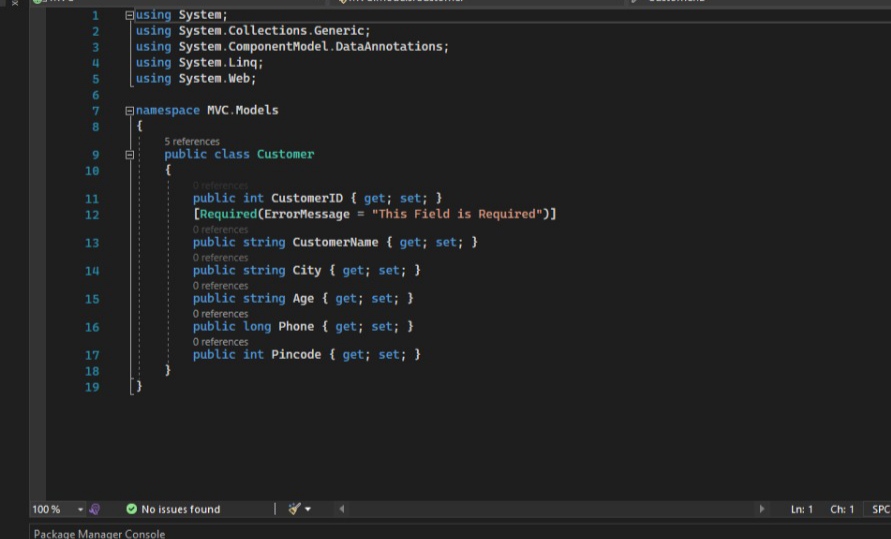 1 using System;
2 using System.Collections.Generic;
3 using System.ComponentModel.DataAnnotations;
4 using System.Linq;
5 using System.Web;
6
7 namespace MVC.Models
8 {
5 references
9 public class Customer
10 {
0 references
11 public int CustomerID { get; set; }
12 [Required(ErrorMessage = "This Field is Required")]
0 references
13 public string CustomerName { get; set; }
0 references
14 public string City { get; set; }
0 references
15 public string Age { get; set; }
0 references
16 public long Phone { get; set; }
0 references
17 public int Pincode { get; set; }
18 }
19 }
100 % No issues found Ln: 1 Ch: 1 SPC
Package Manager Console